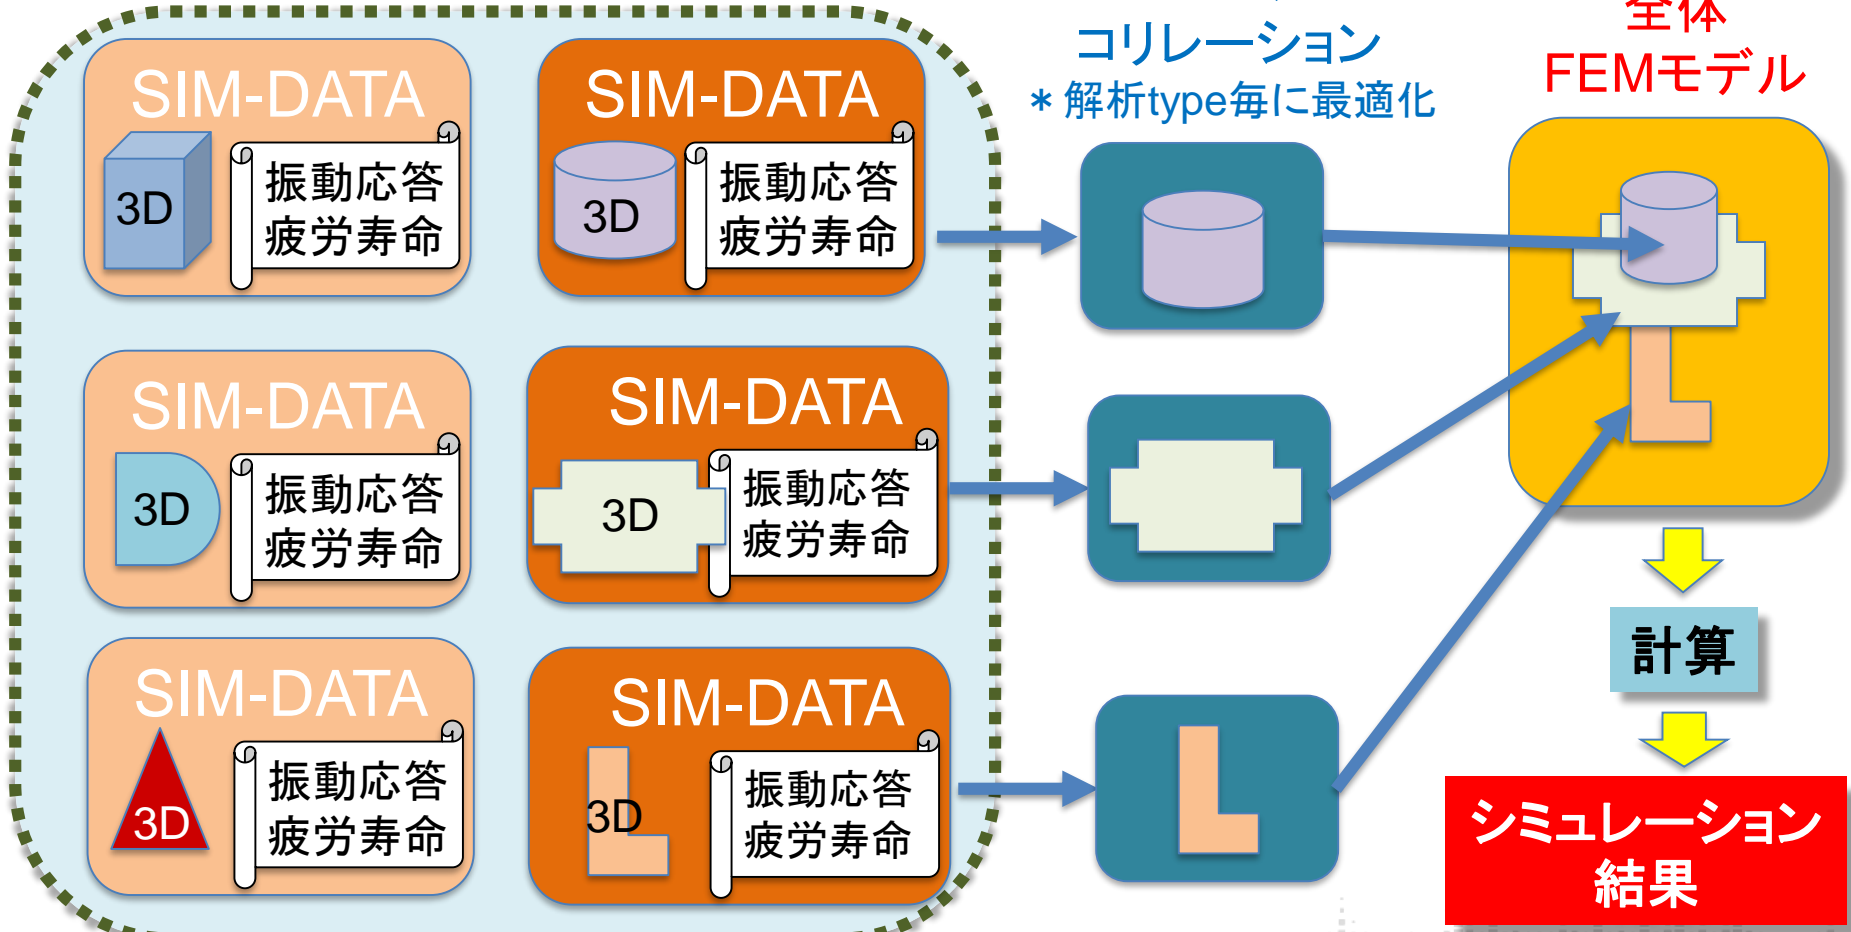 SIM-DATA
3D
振動応答
疲労寿命
SIM-DATA
3D
振動応答
疲労寿命
SIM-DATA
3D
振動応答
疲労寿命
SIM-DATA
3D
振動応答
疲労寿命
SIM-DATA
3D
振動応答
疲労寿命
SIM-DATA
3D
振動応答
疲労寿命
コリレーション
*解析type毎に最適化
全体
FEMモデル
計算
シミュレーション
結果